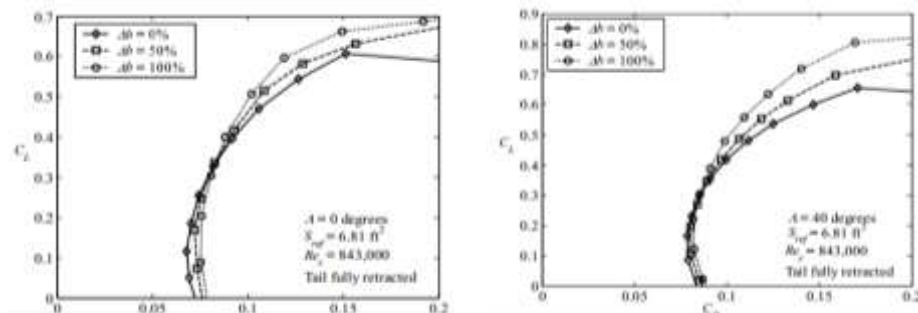 0.7
0.6
0.5
0.4
C_L
0.3
0.2
0.1
0
0
0.05
0.1
0.15
0.2
Δb = 0%
Δb = 50%
Δb = 100%
Λ = 0 degrees
S_ref = 6.81 ft²
Re_c = 843,000
Tail fully retracted
0.9
0.8
0.7
0.6
0.5
C_L
0.4
0.3
0.2
0.1
0
0
0.05
0.1
0.15
0.2
Δb = 0%
Δb = 50%
Δb = 100%
Λ = 40 degrees
S_ref = 6.81 ft²
Re_c = 843,000
Tail fully retracted